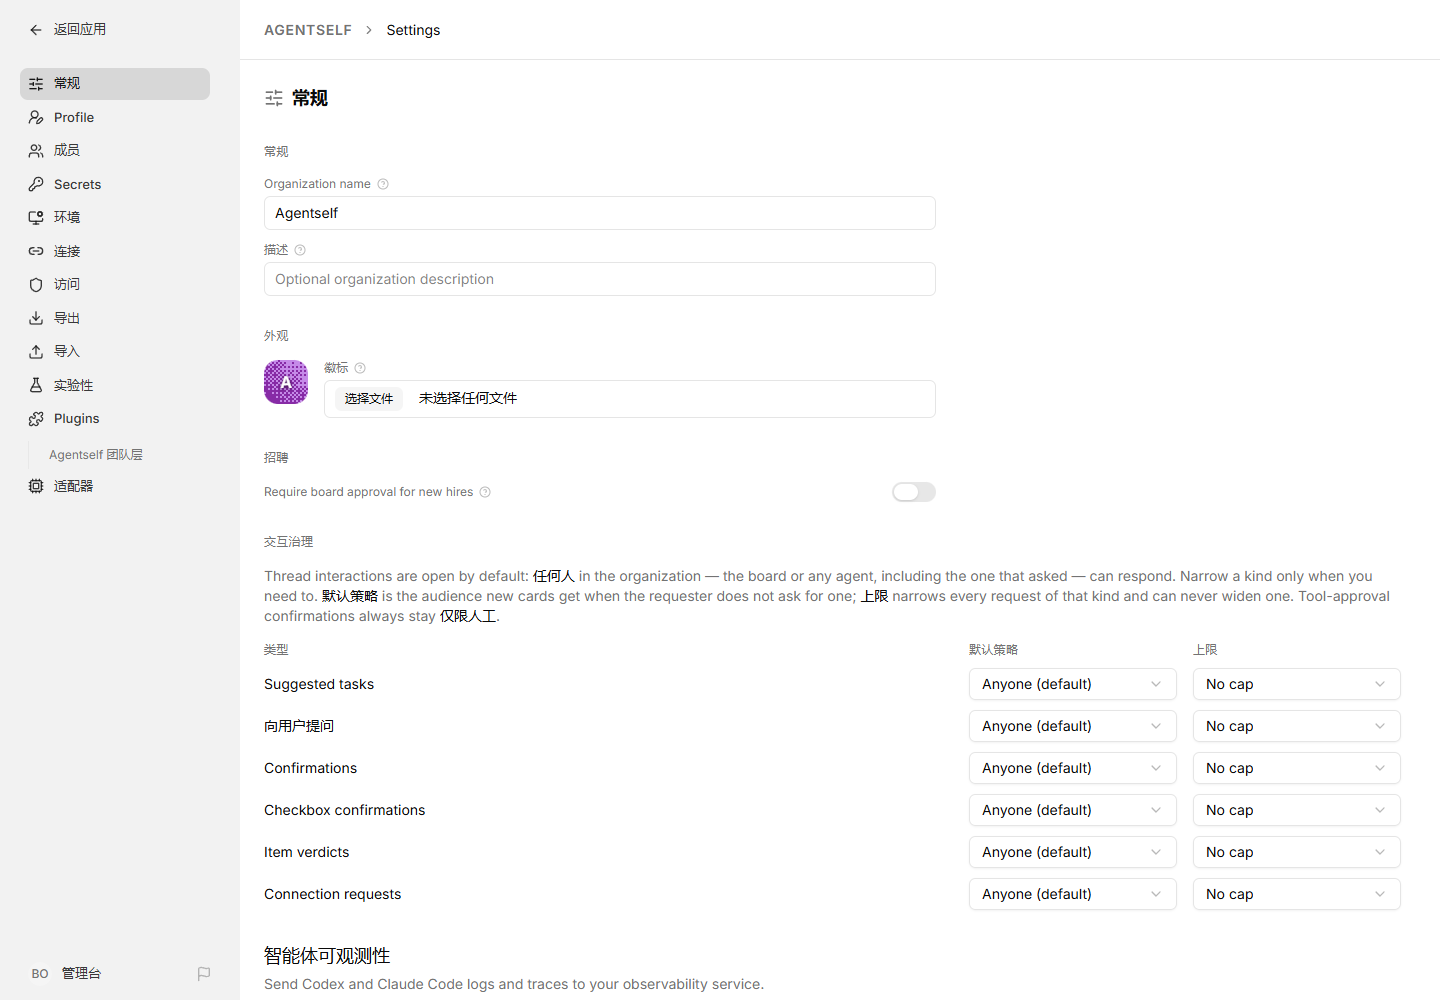 返回应用
AGENTSELF > Settings
常规
Profile
成员
Secrets
环境
连接
访问
导出
导入
实验性
Plugins
Agentself 团队层
适配器
BO 管理台
常规
常规
Organization name
Agentself
描述
Optional organization description
外观
A
徽标
选择文件 未选择任何文件
招聘
Require board approval for new hires
交互治理
Thread interactions are open by default: 任何人 in the organization — the board or any agent, including the one that asked — can respond. Narrow a kind only when you
need to. 默认策略 is the audience new cards get when the requester does not ask for one; 上限 narrows every request of that kind and can never widen one. Tool-approval
confirmations always stay 仅限人工.
类型 默认策略 上限
Suggested tasks Anyone (default) No cap
向用户提问 Anyone (default) No cap
Confirmations Anyone (default) No cap
Checkbox confirmations Anyone (default) No cap
Item verdicts Anyone (default) No cap
Connection requests Anyone (default) No cap
智能体可观测性
Send Codex and Claude Code logs and traces to your observability service.